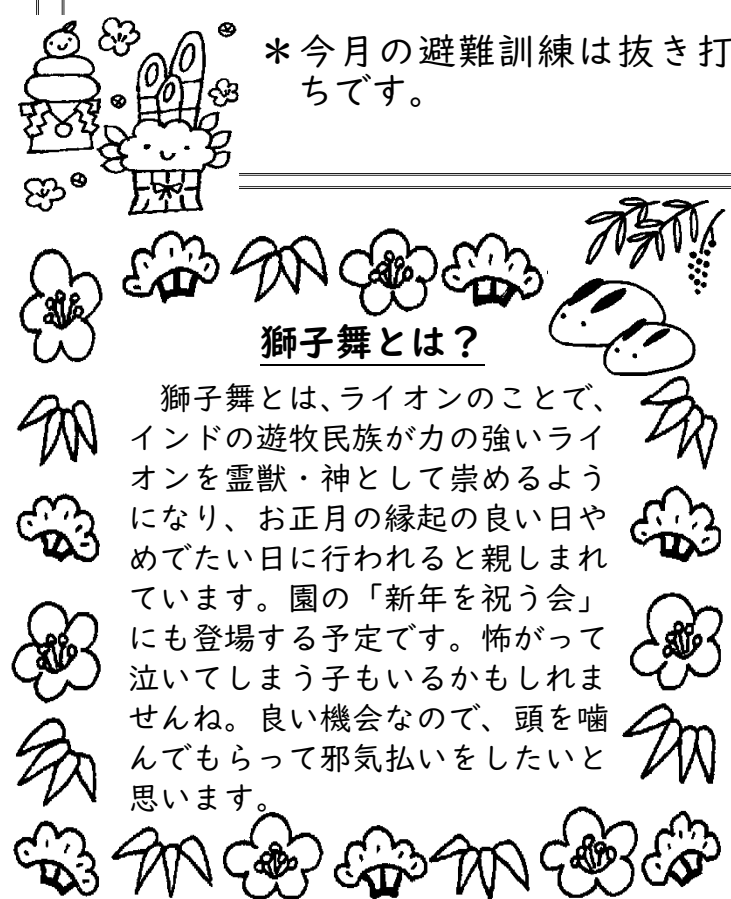 ＊今月の避難訓練は抜き打
ちです。
獅子舞とは？
獅子舞とは、ライオンのことで、
インドの遊牧民族が力の強いライ
オンを霊獣・神として崇めるよう
になり、お正月の縁起の良い日や
めでたい日に行われると親しまれ
ています。園の「新年を祝う会」
にも登場する予定です。怖がって
泣いてしまう子もいるかもしれま
せんね。良い機会なので、頭を噛
んでもらって邪気払いをしたいと
思います。